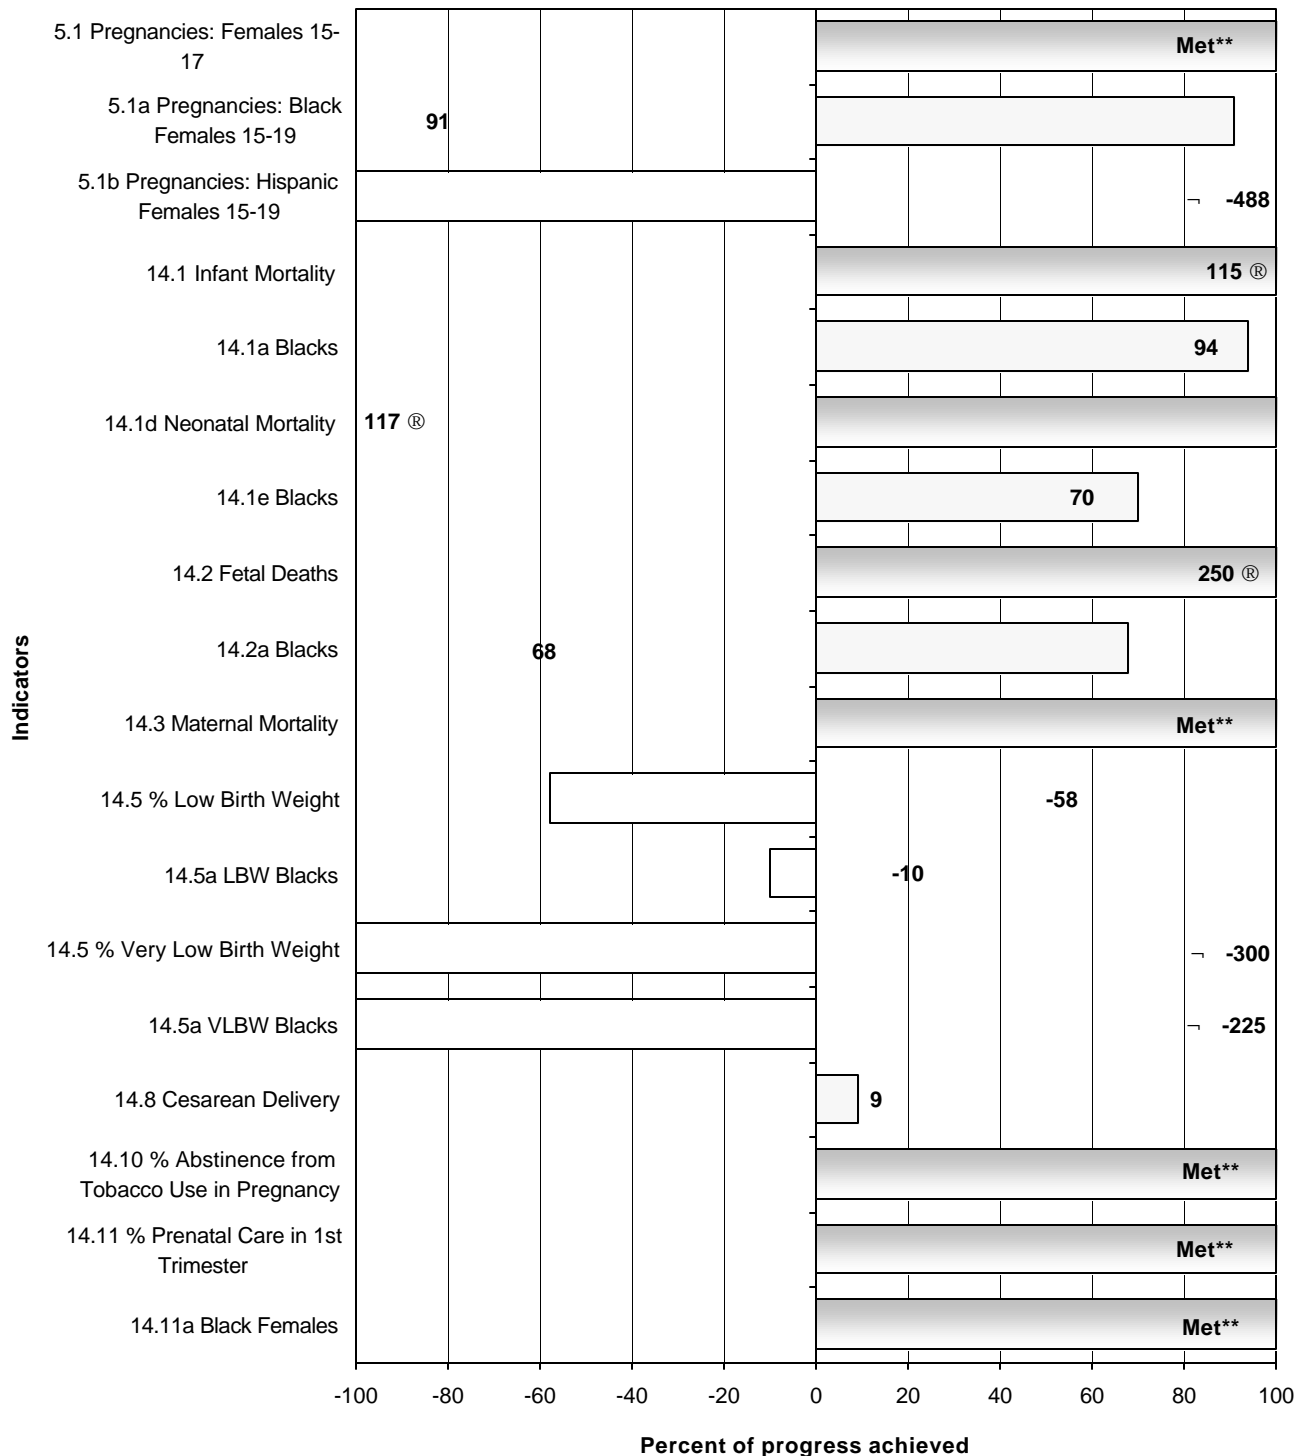 5.1 Pregnancies: Females 15-
17
Met**
5.1a Pregnancies: Black
Females 15-19
91
5.1b Pregnancies: Hispanic
Females 15-19
¬ -488
14.1 Infant Mortality
115 ®
14.1a Blacks
94
14.1d Neonatal Mortality
117 ®
14.1e Blacks
70
14.2 Fetal Deaths
250 ®
14.2a Blacks
68
Indicators
14.3 Maternal Mortality
Met**
14.5 % Low Birth Weight
-58
14.5a LBW Blacks
-10
14.5 % Very Low Birth Weight
¬ -300
14.5a VLBW Blacks
¬ -225
14.8 Cesarean Delivery
9
14.10 % Abstinence from
Tobacco Use in Pregnancy
Met**
14.11 % Prenatal Care in 1st
Trimester
Met**
14.11a Black Females
Met**
-100 -80 -60 -40 -20 0 20 40 60 80 100
Percent of progress achieved